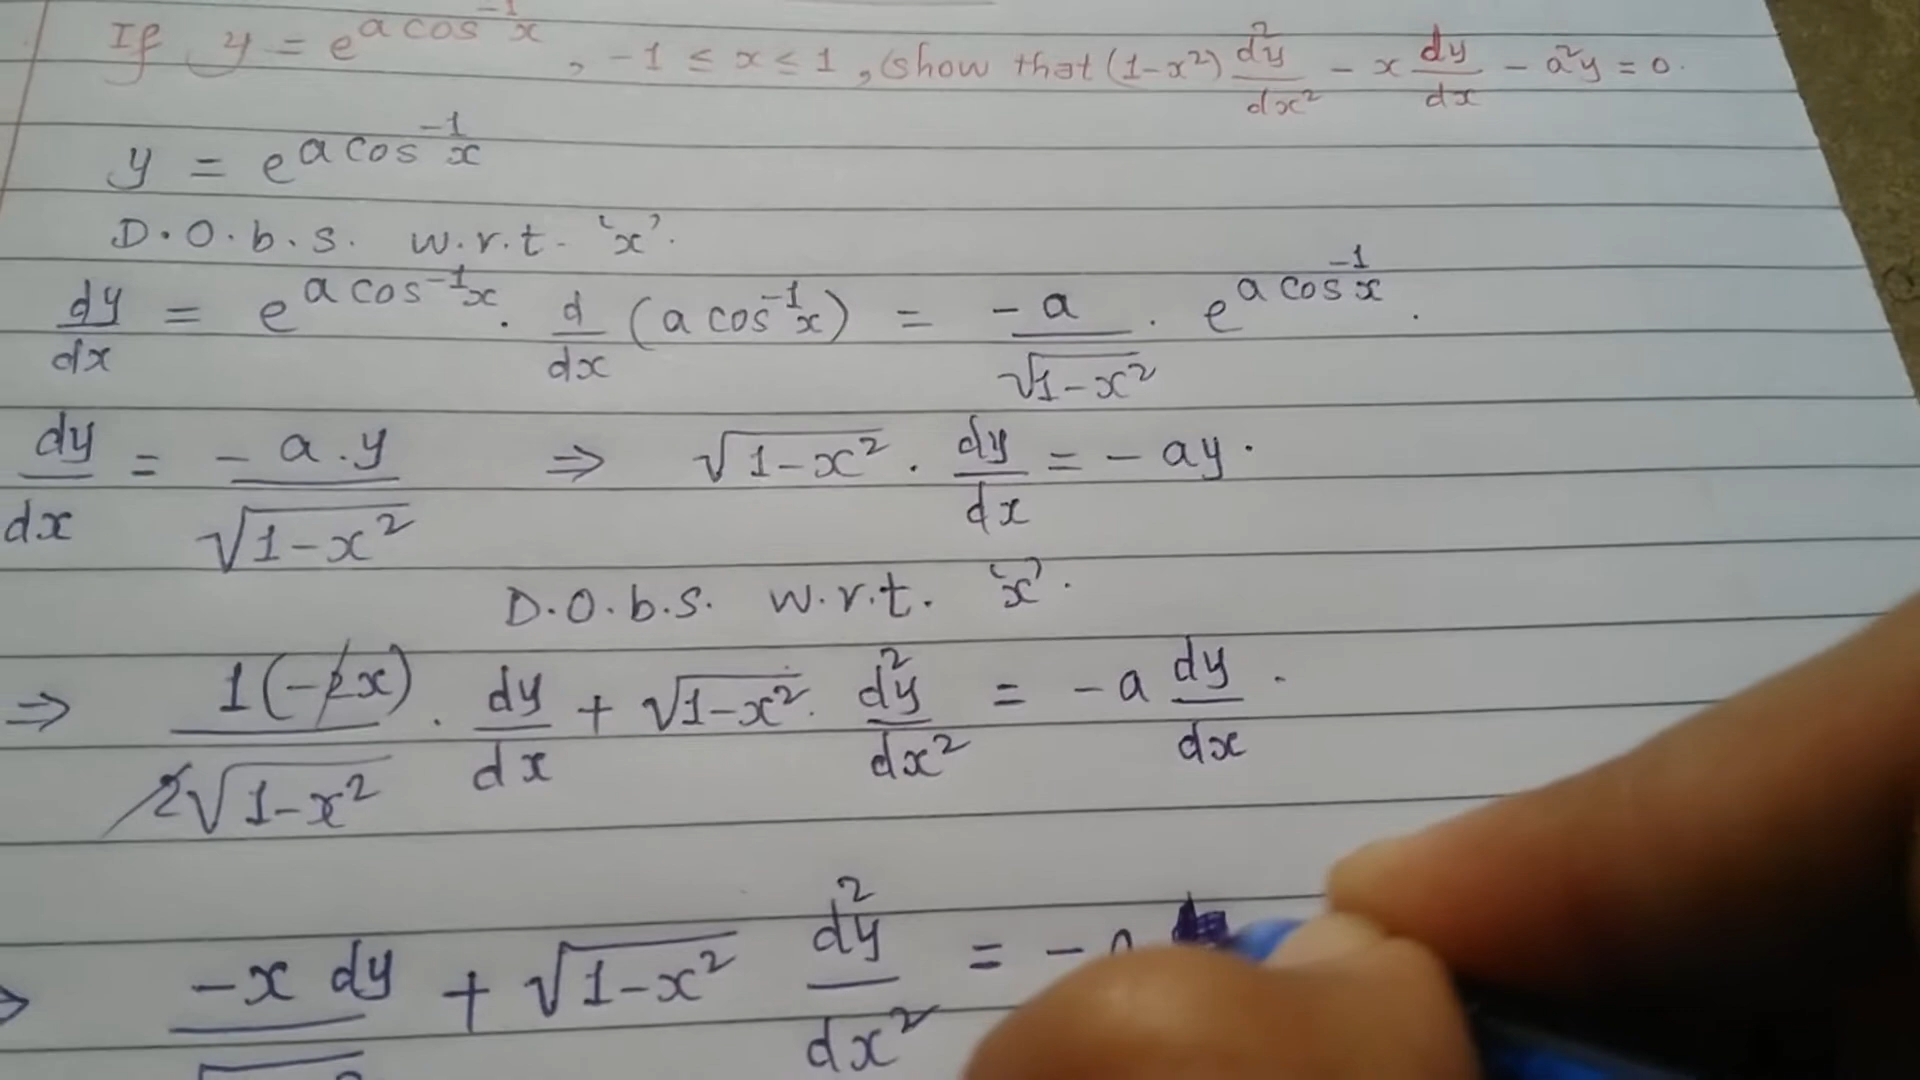 If y = e^{a cos^{-1} x}, -1 ≤ x ≤ 1, show that (1-x²) d²y/dx² - x dy/dx - a²y = 0.
y = e^{a cos^{-1} x}
D.O.b.s. w.r.t. 'x'.
dy/dx = e^{a cos^{-1} x} . d/dx (a cos^{-1} x) = -a/√(1-x²) . e^{a cos^{-1} x} .
dy/dx = -a.y/√(1-x²) ⇒ √(1-x²) . dy/dx = -ay.
D.O.b.s. w.r.t. 'x'.
⇒ 1(-2x)/2√(1-x²) . dy/dx + √(1-x²) . d²y/dx² = -a dy/dx .
⇒ -x dy + √(1-x²) d²y/dx² = -a